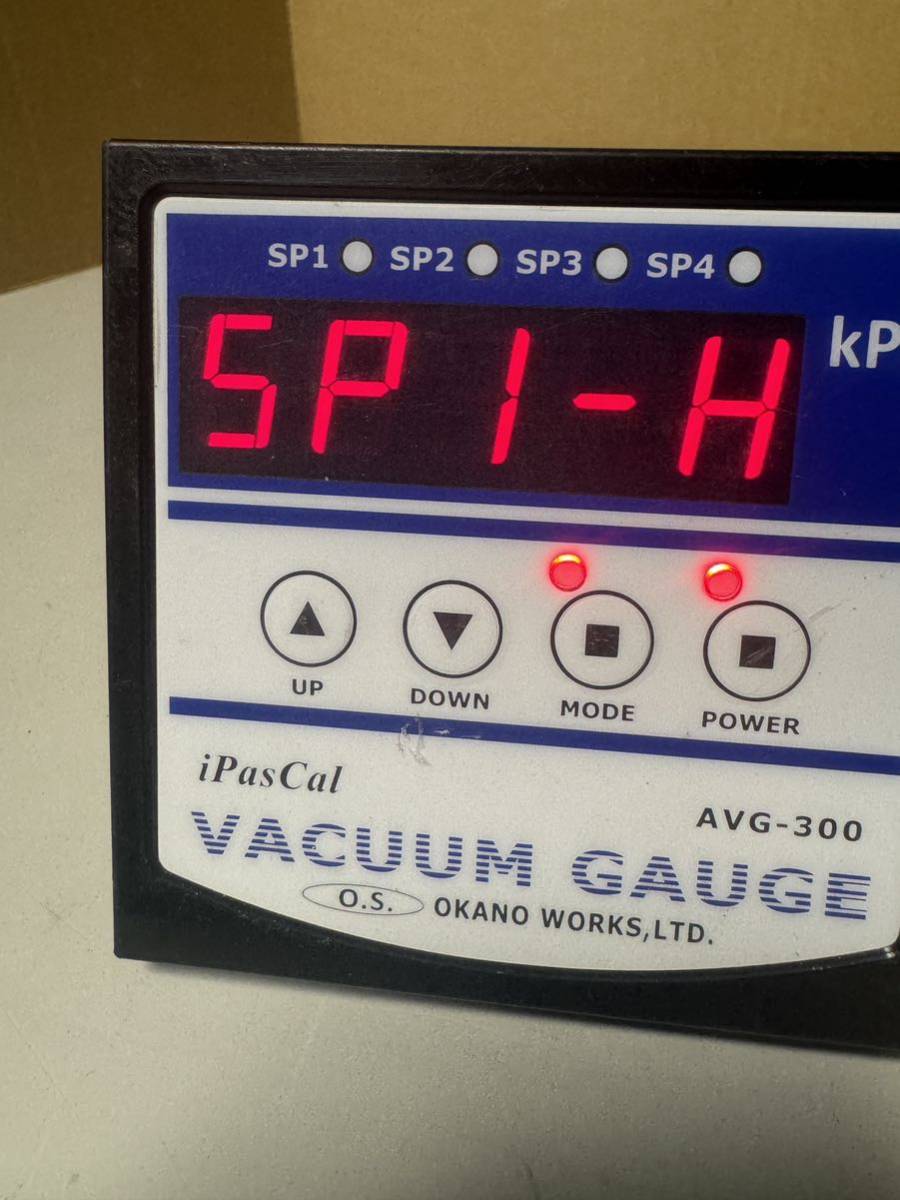 SP1 SP2 SP3 SP4
SP1-H kP
UP DOWN MODE POWER
iPasCal
AVG-300
VACUUM GAUGE
O.S. OKANO WORKS,LTD.